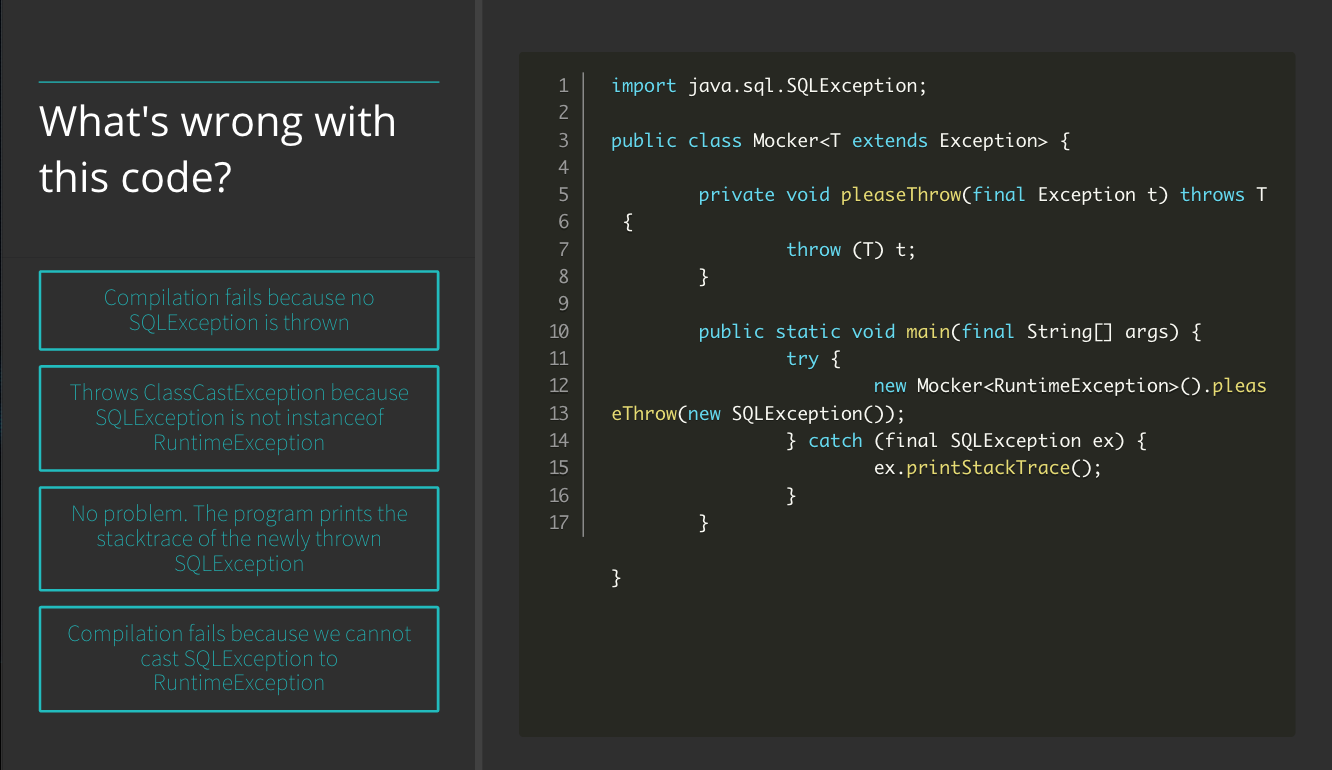 What's wrong with
this code?
Compilation fails because no
SQLException is thrown
Throws ClassCastException because
SQLException is not instanceof
RuntimeException
No problem. The program prints the
stacktrace of the newly thrown
SQLException
Compilation fails because we cannot
cast SQLException to
RuntimeException
1 import java.sql.SQLException;
2
3 public class Mocker<T extends Exception> {
4
5 private void pleaseThrow(final Exception t) throws T
6 {
7 throw (T) t;
8 }
9
10 public static void main(final String[] args) {
11 try {
12 new Mocker<RuntimeException>().pleas
13 eThrow(new SQLException());
14 } catch (final SQLException ex) {
15 ex.printStackTrace();
16 }
17 }
}